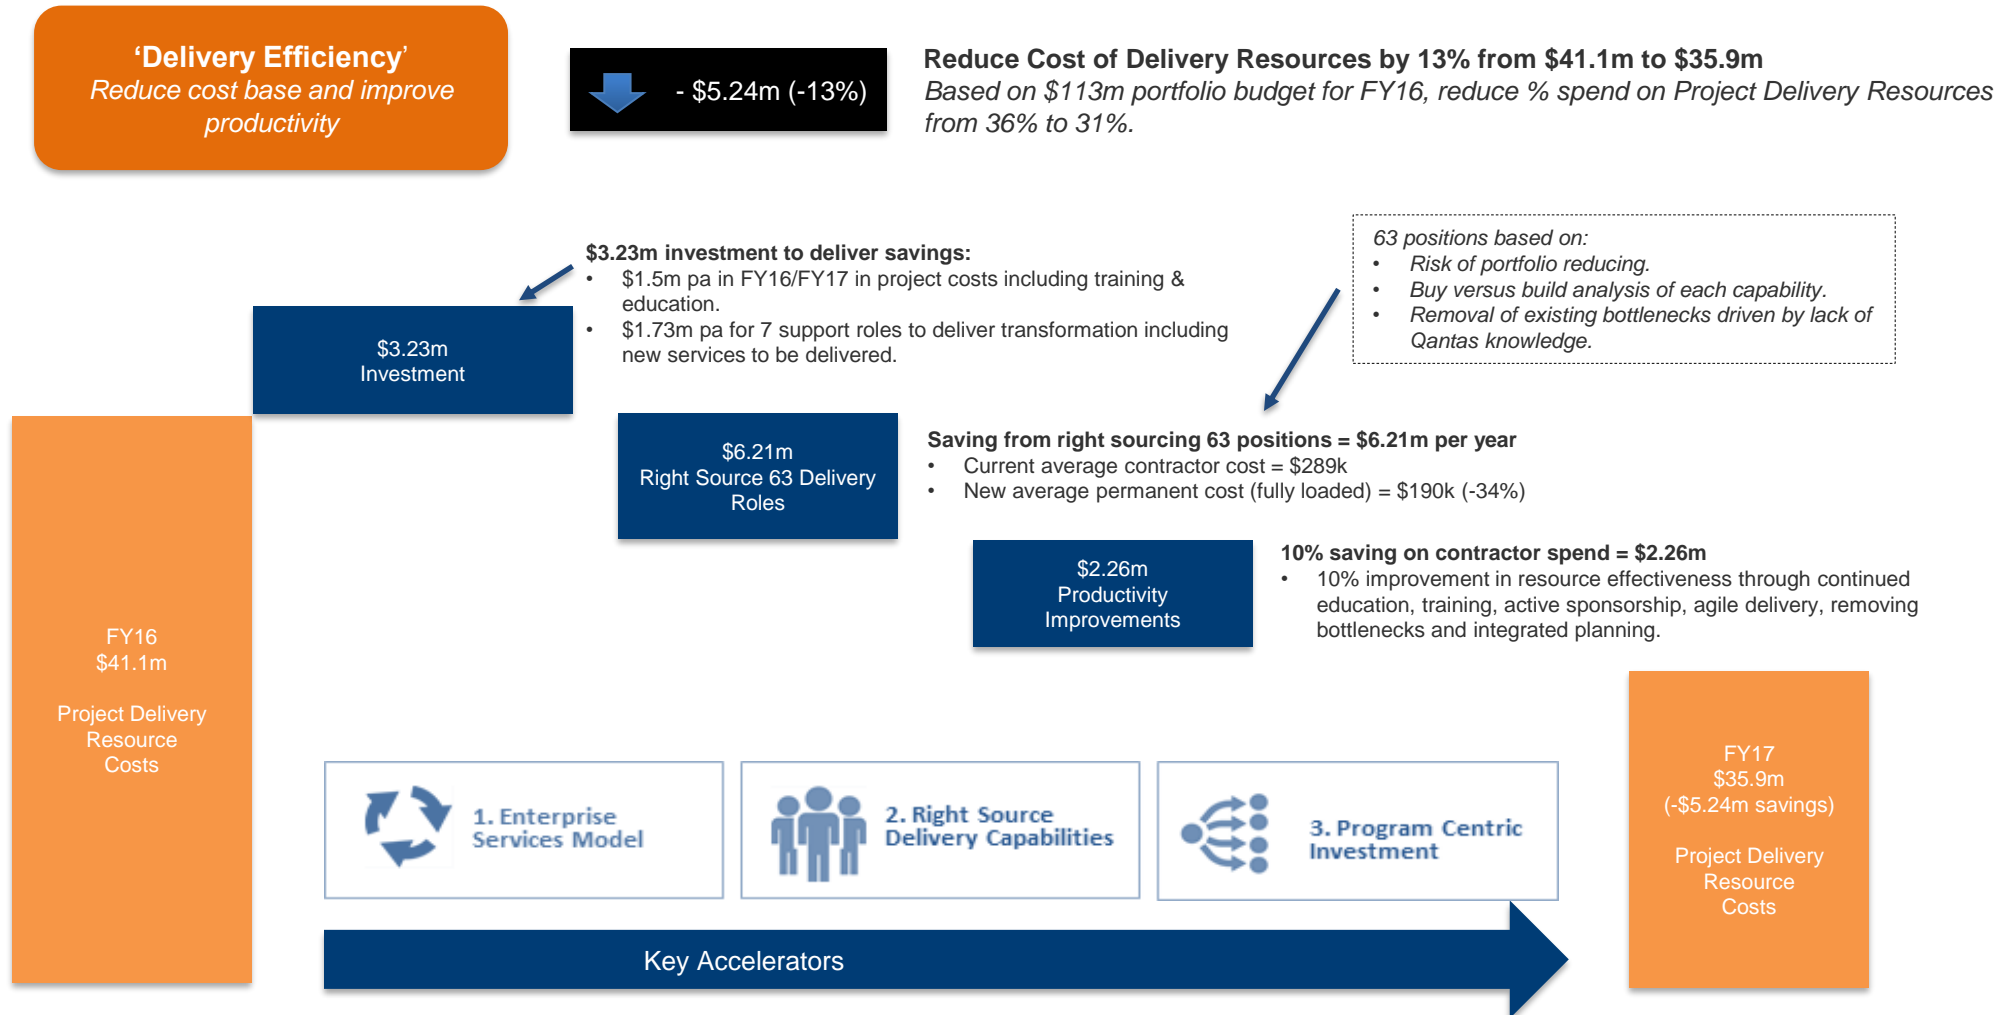 ‘Delivery Efficiency’
Reduce cost base and improve
productivity
- $5.24m (-13%)
Reduce Cost of Delivery Resources by 13% from $41.1m to $35.9m
Based on $113m portfolio budget for FY16, reduce % spend on Project Delivery Resources
from 36% to 31%.
$3.23m investment to deliver savings:
• $1.5m pa in FY16/FY17 in project costs including training &
education.
• $1.73m pa for 7 support roles to deliver transformation including
new services to be delivered.
63 positions based on:
• Risk of portfolio reducing.
• Buy versus build analysis of each capability.
• Removal of existing bottlenecks driven by lack of
Qantas knowledge.
$3.23m
Investment
$6.21m
Right Source 63 Delivery
Roles
Saving from right sourcing 63 positions = $6.21m per year
• Current average contractor cost = $289k
• New average permanent cost (fully loaded) = $190k (-34%)
$2.26m
Productivity
Improvements
10% saving on contractor spend = $2.26m
• 10% improvement in resource effectiveness through continued
education, training, active sponsorship, agile delivery, removing
bottlenecks and integrated planning.
FY16
$41.1m
Project Delivery
Resource
Costs
1. Enterprise
Services Model
2. Right Source
Delivery Capabilities
3. Program Centric
Investment
FY17
$35.9m
(-$5.24m savings)
Project Delivery
Resource
Costs
Key Accelerators